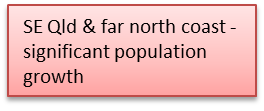 SE Qld & far north coast -
significant population
growth